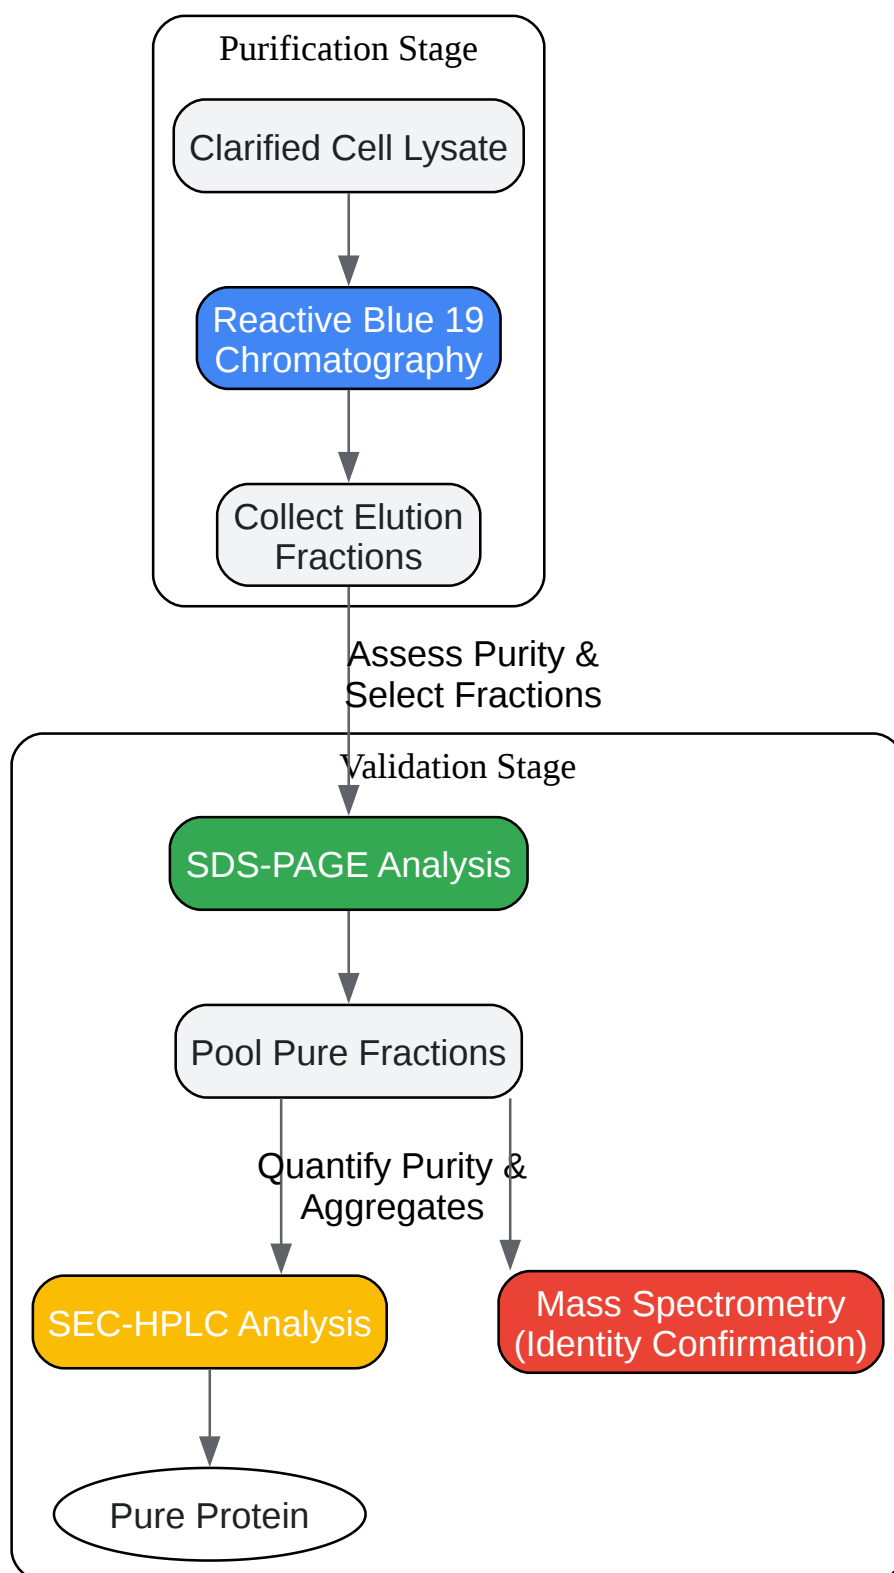 Purification Stage
Clarified Cell Lysate
Reactive Blue 19
Chromatography
Collect Elution
Fractions
Assess Purity &
Select Fractions
Validation Stage
SDS-PAGE Analysis
Pool Pure Fractions
Quantify Purity &
Aggregates
SEC-HPLC Analysis
Mass Spectrometry
(Identity Confirmation)
Pure Protein